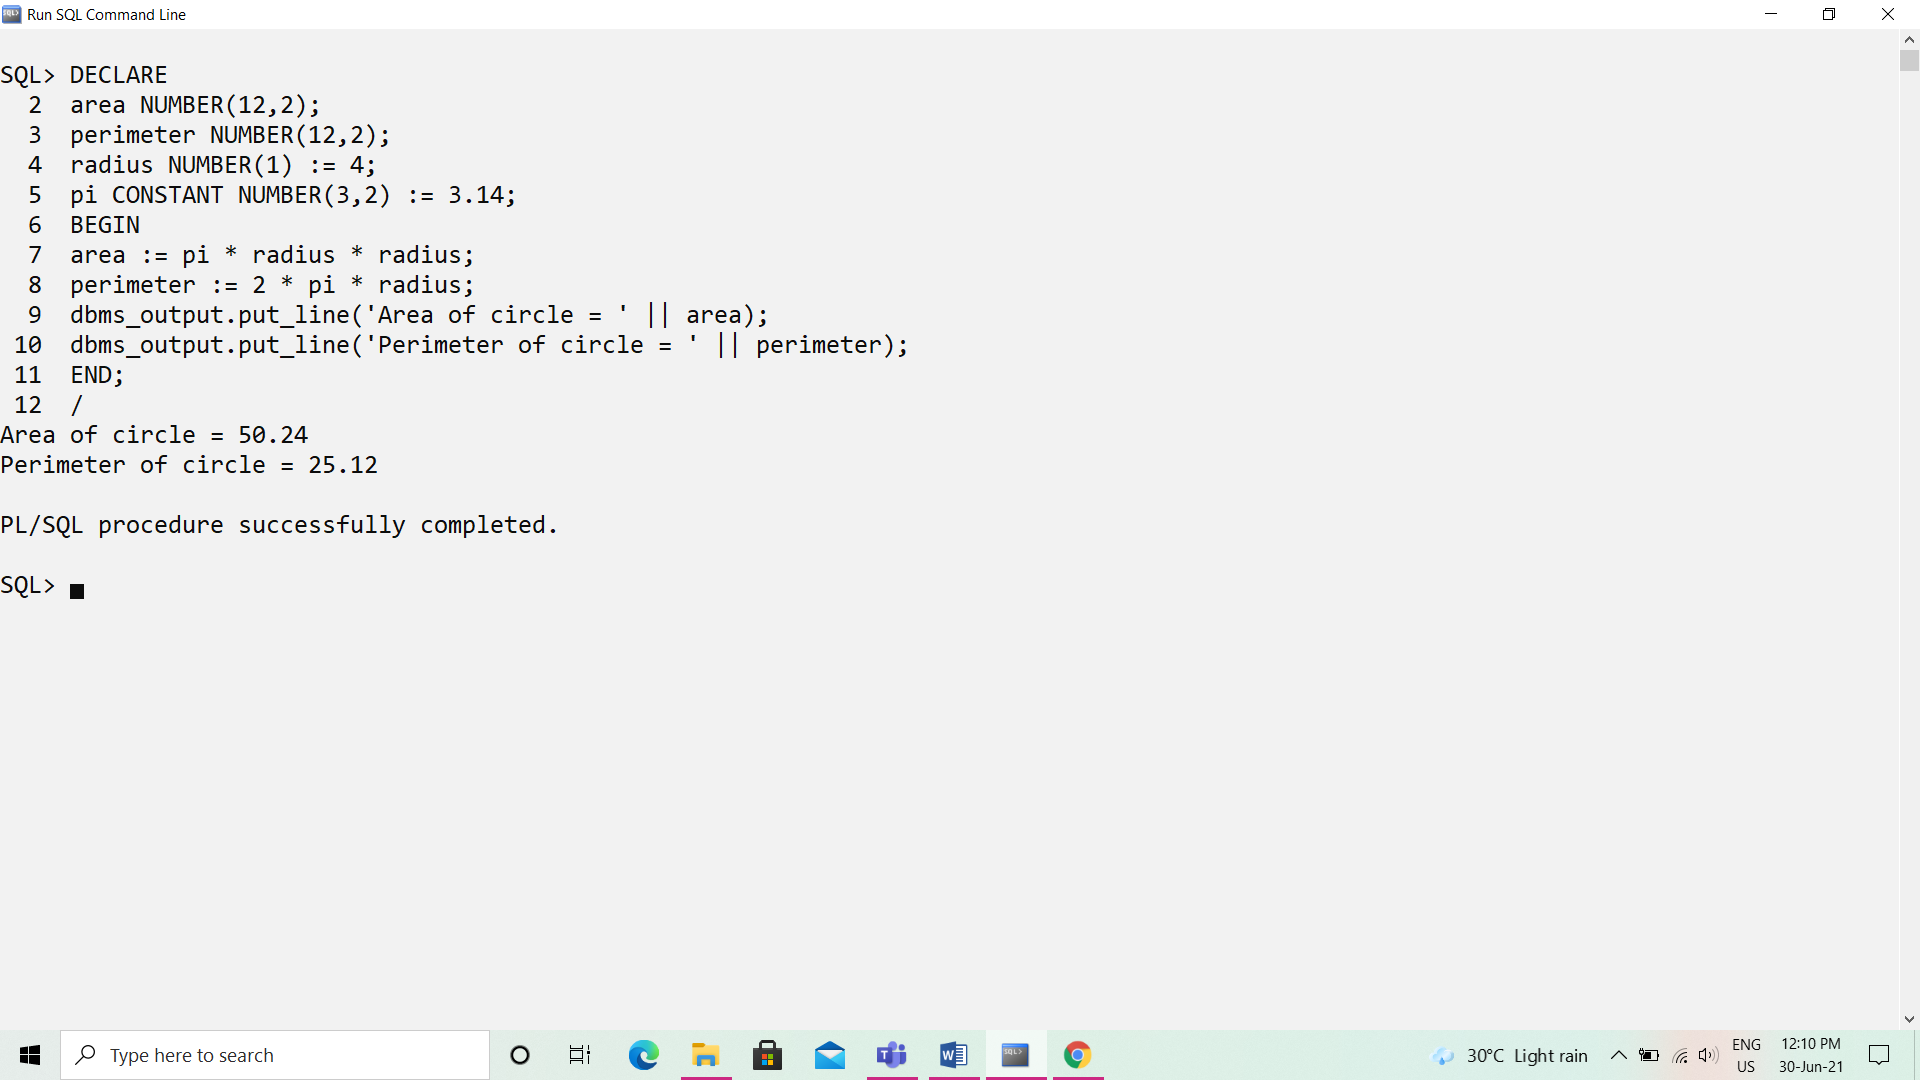 Run SQL Command Line
SQL> DECLARE
2 area NUMBER(12,2);
3 perimeter NUMBER(12,2);
4 radius NUMBER(1) := 4;
5 pi CONSTANT NUMBER(3,2) := 3.14;
6 BEGIN
7 area := pi * radius * radius;
8 perimeter := 2 * pi * radius;
9 dbms_output.put_line('Area of circle = ' || area);
10 dbms_output.put_line('Perimeter of circle = ' || perimeter);
11 END;
12 /
Area of circle = 50.24
Perimeter of circle = 25.12
PL/SQL procedure successfully completed.
SQL>
Type here to search
30°C Light rain
ENG
US
12:10 PM
30-Jun-21